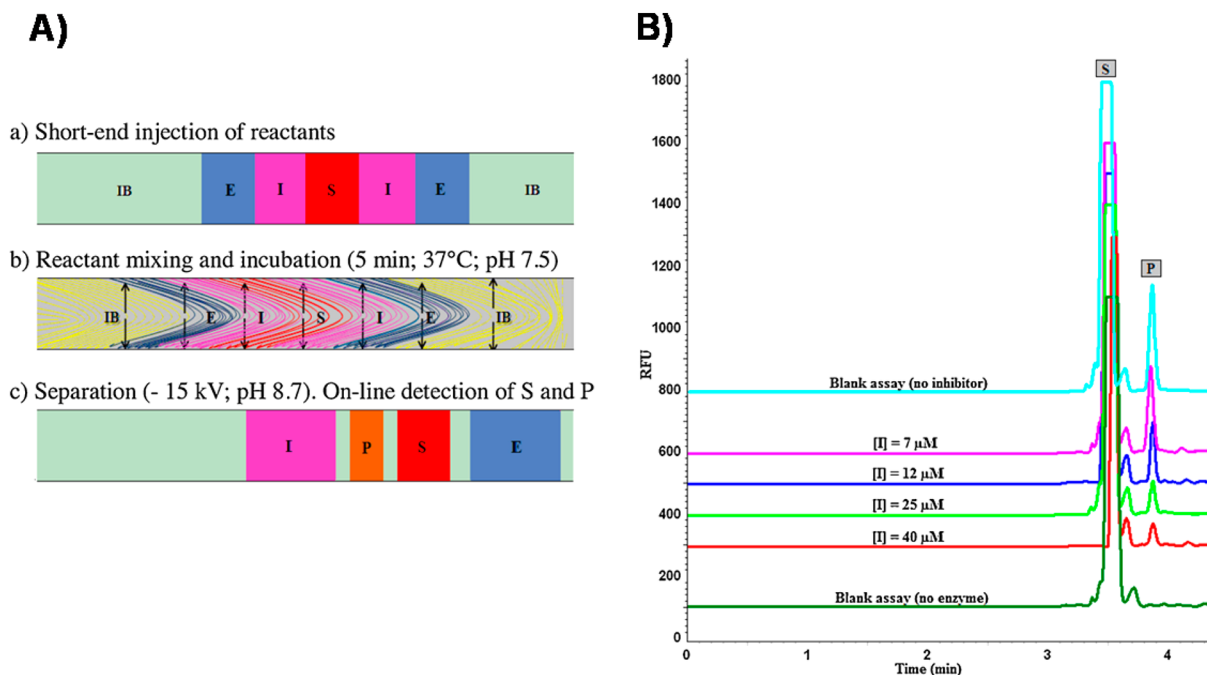 A)
a) Short-end injection of reactants
IB E I S I E IB
b) Reactant mixing and incubation (5 min; 37°C; pH 7.5)
IB E I S I E IB
c) Separation (- 15 kV; pH 8.7). On-line detection of S and P
I P S E
B)
1800
1600
1400
1200
1000
800
600
400
200
0
RFU
S
P
Blank assay (no inhibitor)
[I] = 7 µM
[I] = 12 µM
[I] = 25 µM
[I] = 40 µM
Blank assay (no enzyme)
0 1 2 3 4
Time (min)